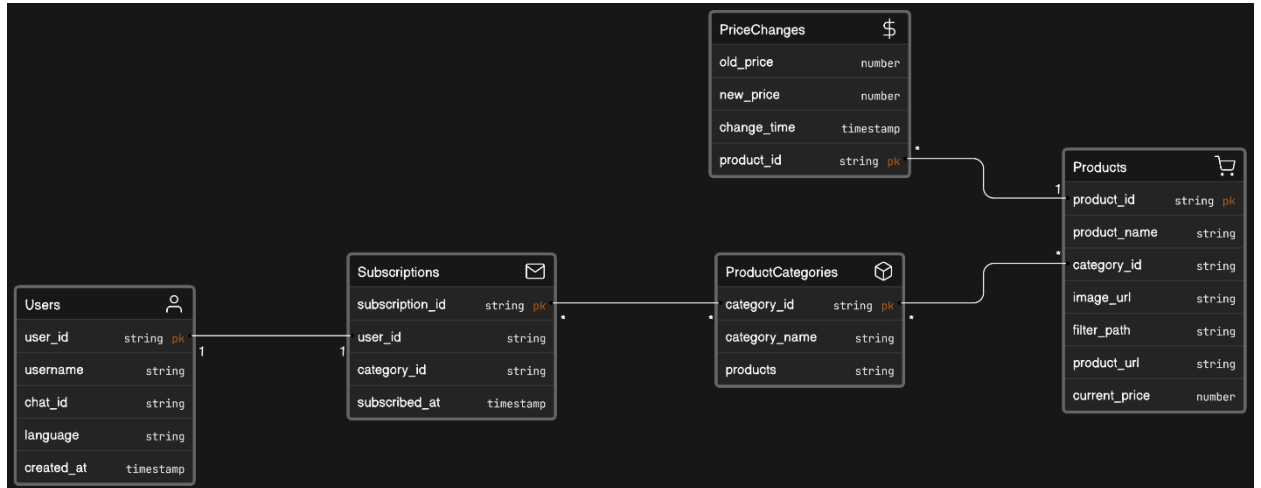 PriceChanges
old_price number
new_price number
change_time timestamp
product_id string pk
*
1
Products
product_id string pk
product_name string
category_id string
image_url string
filter_path string
product_url string
current_price number
*
Subscriptions
subscription_id string pk
user_id string
category_id string
subscribed_at timestamp
*
*
ProductCategories
category_id string pk
category_name string
products string
*
Users
user_id string pk
username string
chat_id string
language string
created_at timestamp
1
1